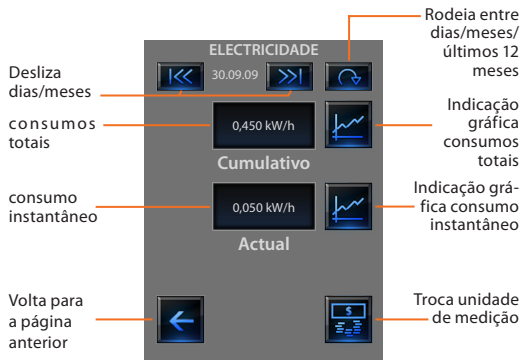 ELECTRICIDADE
30.09.09
0,450 kW/h
Cumulativo
0,050 kW/h
Actual
Desliza
dias/meses
consumos
totais
consumo
instantâneo
Volta para
a página
anterior
Rodeia entre
dias/meses/
últimos 12
meses
Indicação
gráfica
consumos
totais
Indicação grá-
fica consumo
instantâneo
Troca unidade
de medição
$